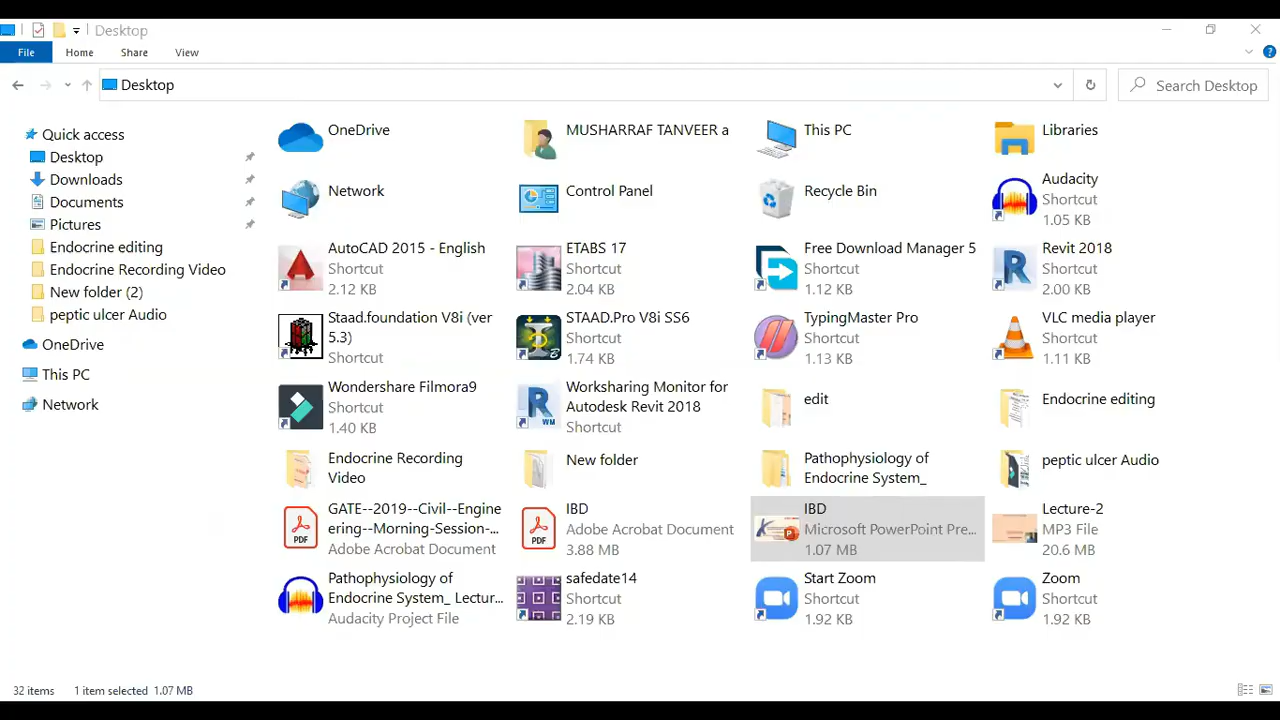 Desktop
File Home Share View
Desktop
Search Desktop
Quick access
Desktop
Downloads
Documents
Pictures
Endocrine editing
Endocrine Recording Video
New folder (2)
peptic ulcer Audio
OneDrive
This PC
Network
OneDrive
MUSHARRAF TANVEER a
This PC
Libraries
Network
Control Panel
Recycle Bin
Audacity
Shortcut
1.05 KB
AutoCAD 2015 - English
Shortcut
2.12 KB
ETABS 17
Shortcut
2.04 KB
Free Download Manager 5
Shortcut
1.12 KB
Revit 2018
Shortcut
2.00 KB
Staad.foundation V8i (ver
5.3)
Shortcut
STAAD.Pro V8i SS6
Shortcut
1.74 KB
TypingMaster Pro
Shortcut
1.13 KB
VLC media player
Shortcut
1.11 KB
Wondershare Filmora9
Shortcut
1.40 KB
Worksharing Monitor for
Autodesk Revit 2018
Shortcut
edit
Endocrine editing
Endocrine Recording
Video
New folder
Pathophysiology of
Endocrine System_
peptic ulcer Audio
GATE--2019--Civil--Engine
ering--Morning-Session-...
Adobe Acrobat Document
IBD
Adobe Acrobat Document
3.88 MB
IBD
Microsoft PowerPoint Pre...
1.07 MB
Lecture-2
MP3 File
20.6 MB
Pathophysiology of
Endocrine System_ Lectur...
Audacity Project File
safedate14
Shortcut
2.19 KB
Start Zoom
Shortcut
1.92 KB
Zoom
Shortcut
1.92 KB
32 items 1 item selected 1.07 MB